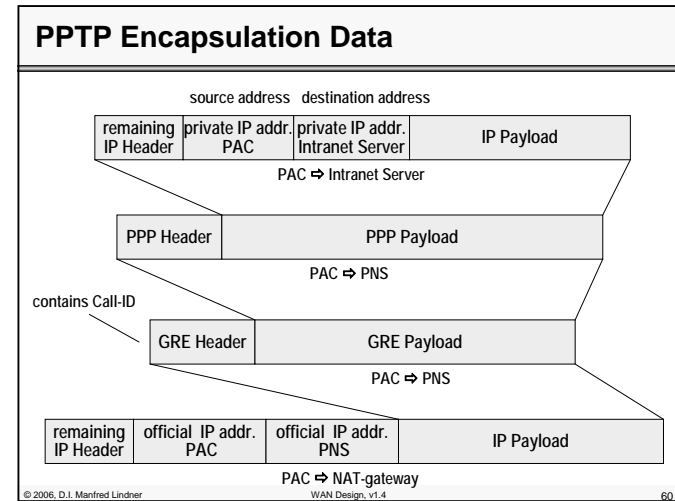 PPTP Encapsulation Data
source address destination address
remaining IP Header private IP addr. PAC private IP addr. Intranet Server IP Payload
PAC ⇨ Intranet Server
PPP Header PPP Payload
PAC ⇨ PNS
contains Call-ID
GRE Header GRE Payload
PAC ⇨ PNS
remaining IP Header official IP addr. PAC official IP addr. PNS IP Payload
PAC ⇨ NAT-gateway
© 2006, D.I. Manfred Lindner WAN Design, v1.4 60